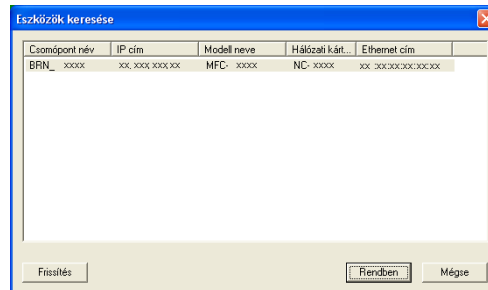 Eszközök keresése
Csomópont név IP cím Modell neve Hálózati kárt... Ethernet cím
BRN_ xxxx xx, xxx, xxx, xx MFC- xxxx NC- xxxx xx :xx:xx:xx:xx:xx
Frissítés Rendben Mégse